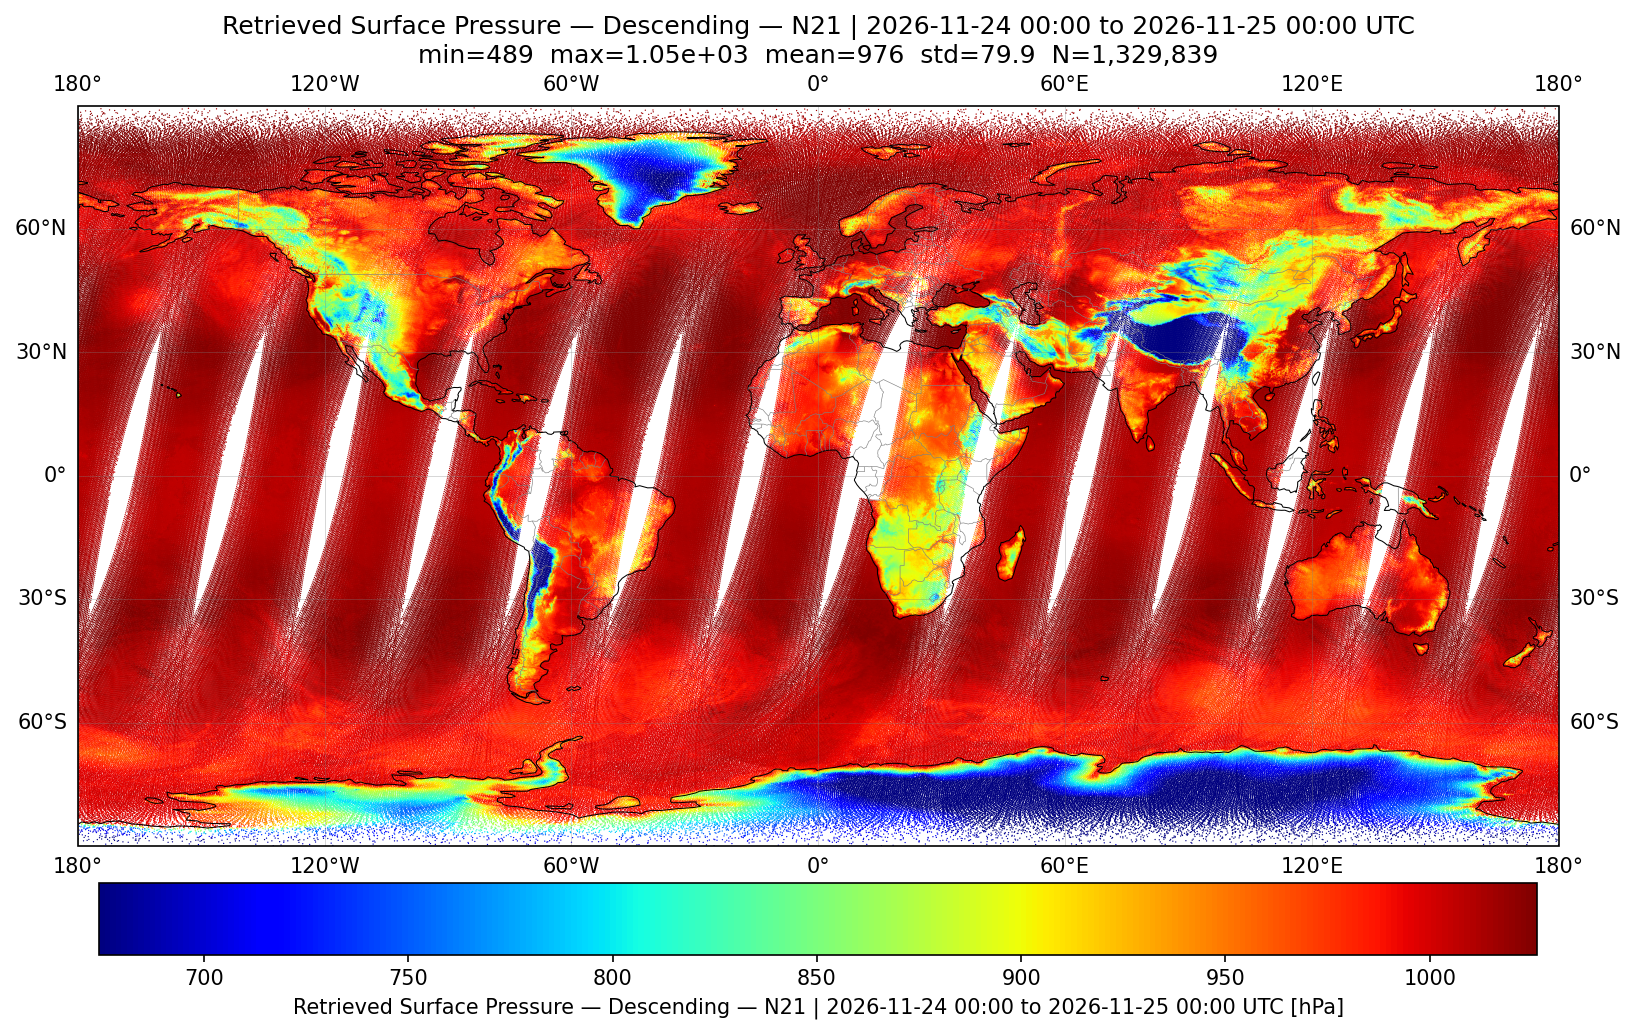 Retrieved Surface Pressure — Descending — N21 | 2026-11-24 00:00 to 2026-11-25 00:00 UTC
min=489  max=1.05e+03  mean=976  std=79.9  N=1,329,839
180° 120°W 60°W 0° 60°E 120°E 180°
60°N 60°N
30°N 30°N
0° 0°
30°S 30°S
60°S 60°S
180° 120°W 60°W 0° 60°E 120°E 180°
700 750 800 850 900 950 1000
Retrieved Surface Pressure — Descending — N21 | 2026-11-24 00:00 to 2026-11-25 00:00 UTC [hPa]